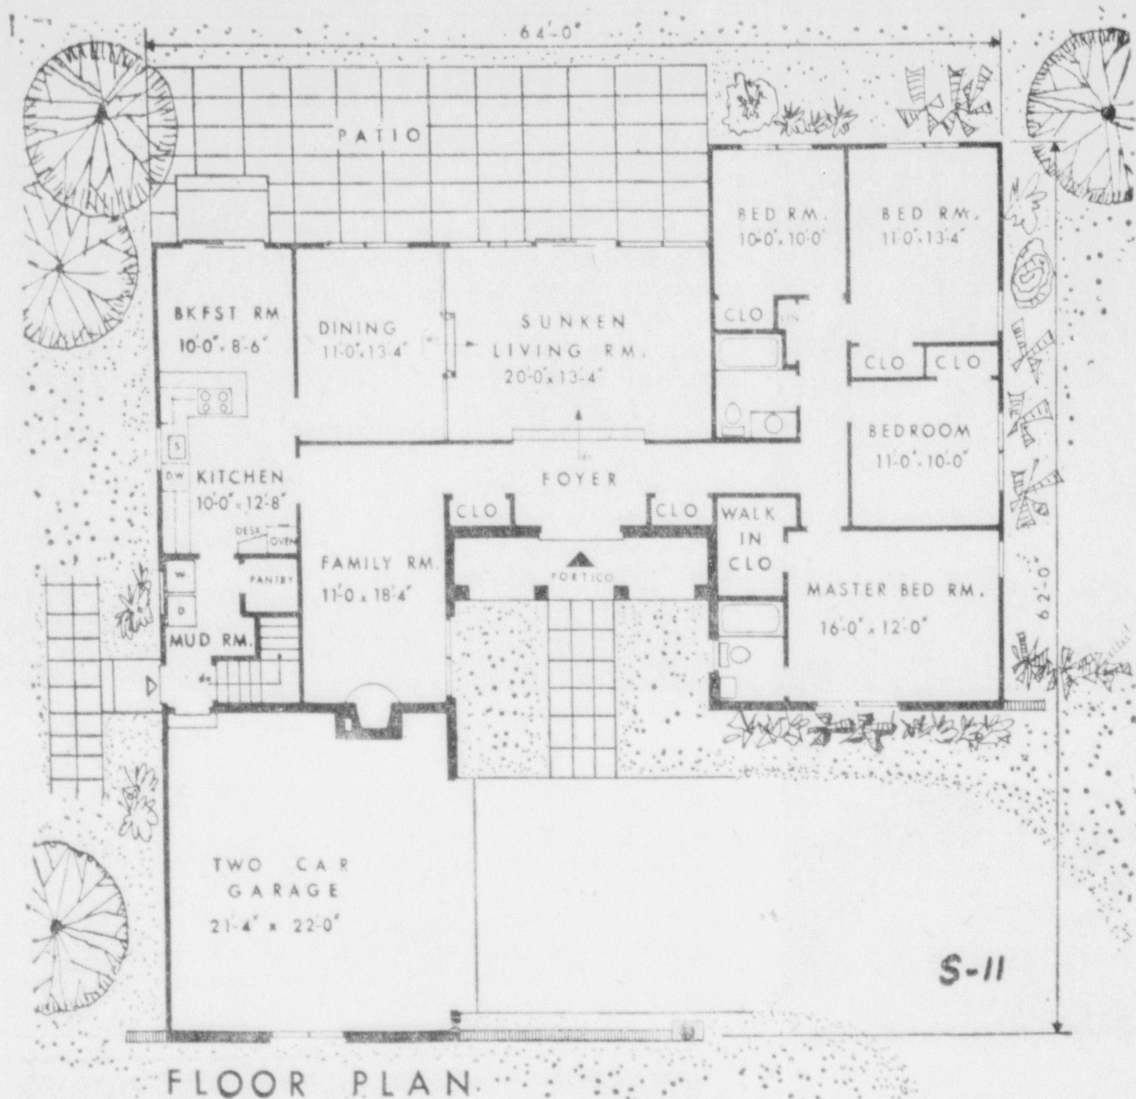 64'-0"
PATIO
BED RM.
10'-0" x 10'-0"
BED RM.
11'-0" x 13'-4"
BKFST RM.
10'-0" x 8'-6"
DINING
11'-0" x 13'-4"
SUNKEN
LIVING RM.
20'-0" x 13'-4"
CLO
LIN
CLO
CLO
S
DW
KITCHEN
10'-0" x 12'-8"
DESK
OVEN
FOYER
BEDROOM
11'-0" x 10'-0"
CLO
CLO
WALK
IN
CLO
W
D
PANTRY
FAMILY RM.
11'-0 x 18'-4"
PORTICO
MASTER BED RM.
16'-0" x 12'-0"
62'-0"
MUD RM.
dn
TWO CAR
GARAGE
21'-4" x 22'-0"
S-11
FLOOR PLAN